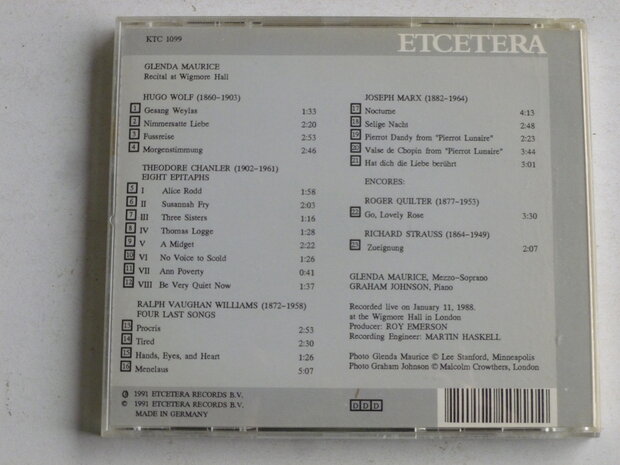 KTC 1099
ETCETERA
GLENDA MAURICE
Recital at Wigmore Hall
HUGO WOLF (1860-1903)
1 Gesang Weylas 1:33
2 Nimmersatte Liebe 2:20
3 Fussreise 2:53
4 Morgenstimmung 2:46
THEODORE CHANLER (1902-1961)
EIGHT EPITAPHS
5 I Alice Rodd 1:58
6 II Susannah Fry 2:03
7 III Three Sisters 1:16
8 IV Thomas Logge 1:28
9 V A Midget 2:22
10 VI No Voice to Scold 1:26
11 VII Ann Poverty 0:41
12 VIII Be Very Quiet Now 1:37
RALPH VAUGHAN WILLIAMS (1872-1958)
FOUR LAST SONGS
13 Procris 2:53
14 Tired 2:30
15 Hands, Eyes, and Heart 1:26
16 Menelaus 5:07
℗ 1991 ETCETERA RECORDS B.V.
© 1991 ETCETERA RECORDS B.V.
MADE IN GERMANY
JOSEPH MARX (1882-1964)
17 Nocturne 4:13
18 Selige Nacht 2:48
19 Pierrot Dandy from "Pierrot Lunaire" 2:23
20 Valse de Chopin from "Pierrot Lunaire" 3:44
21 Hat dich die Liebe berührt 3:01
ENCORES:
ROGER QUILTER (1877-1953)
22 Go, Lovely Rose 3:30
RICHARD STRAUSS (1864-1949)
23 Zueignung 2:07
GLENDA MAURICE, Mezzo-Soprano
GRAHAM JOHNSON, Piano
Recorded live on January 11, 1988.
at the Wigmore Hall in London
Producer: ROY EMERSON
Recording Engineer: MARTIN HASKELL
Photo Glenda Maurice © Lee Stanford, Minneapolis
Photo Graham Johnson © Malcolm Crowthers, London
DDD